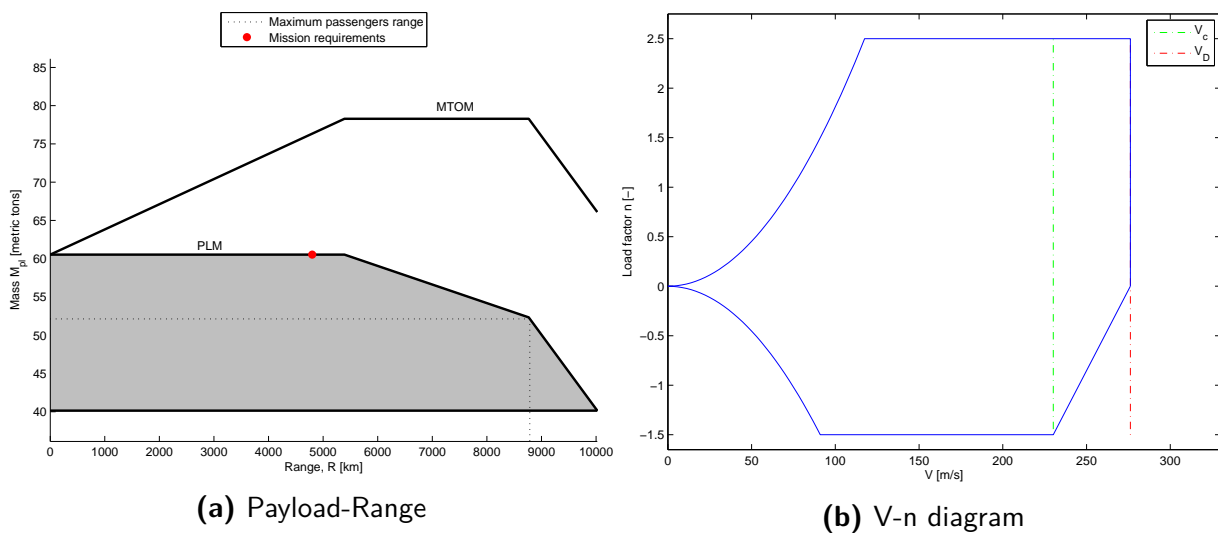 Maximum passengers range
Mission requirements
85
80
75
70
65
60
55
50
45
40
Mass M_pl [metric tons]
MTOM
PLM
0 1000 2000 3000 4000 5000 6000 7000 8000 9000 10000
Range, R [km]
(a) Payload-Range
V_c
V_D
2.5
2
1.5
1
0.5
0
−0.5
−1
−1.5
Load factor n [-]
0 50 100 150 200 250 300
V [m/s]
(b) V-n diagram